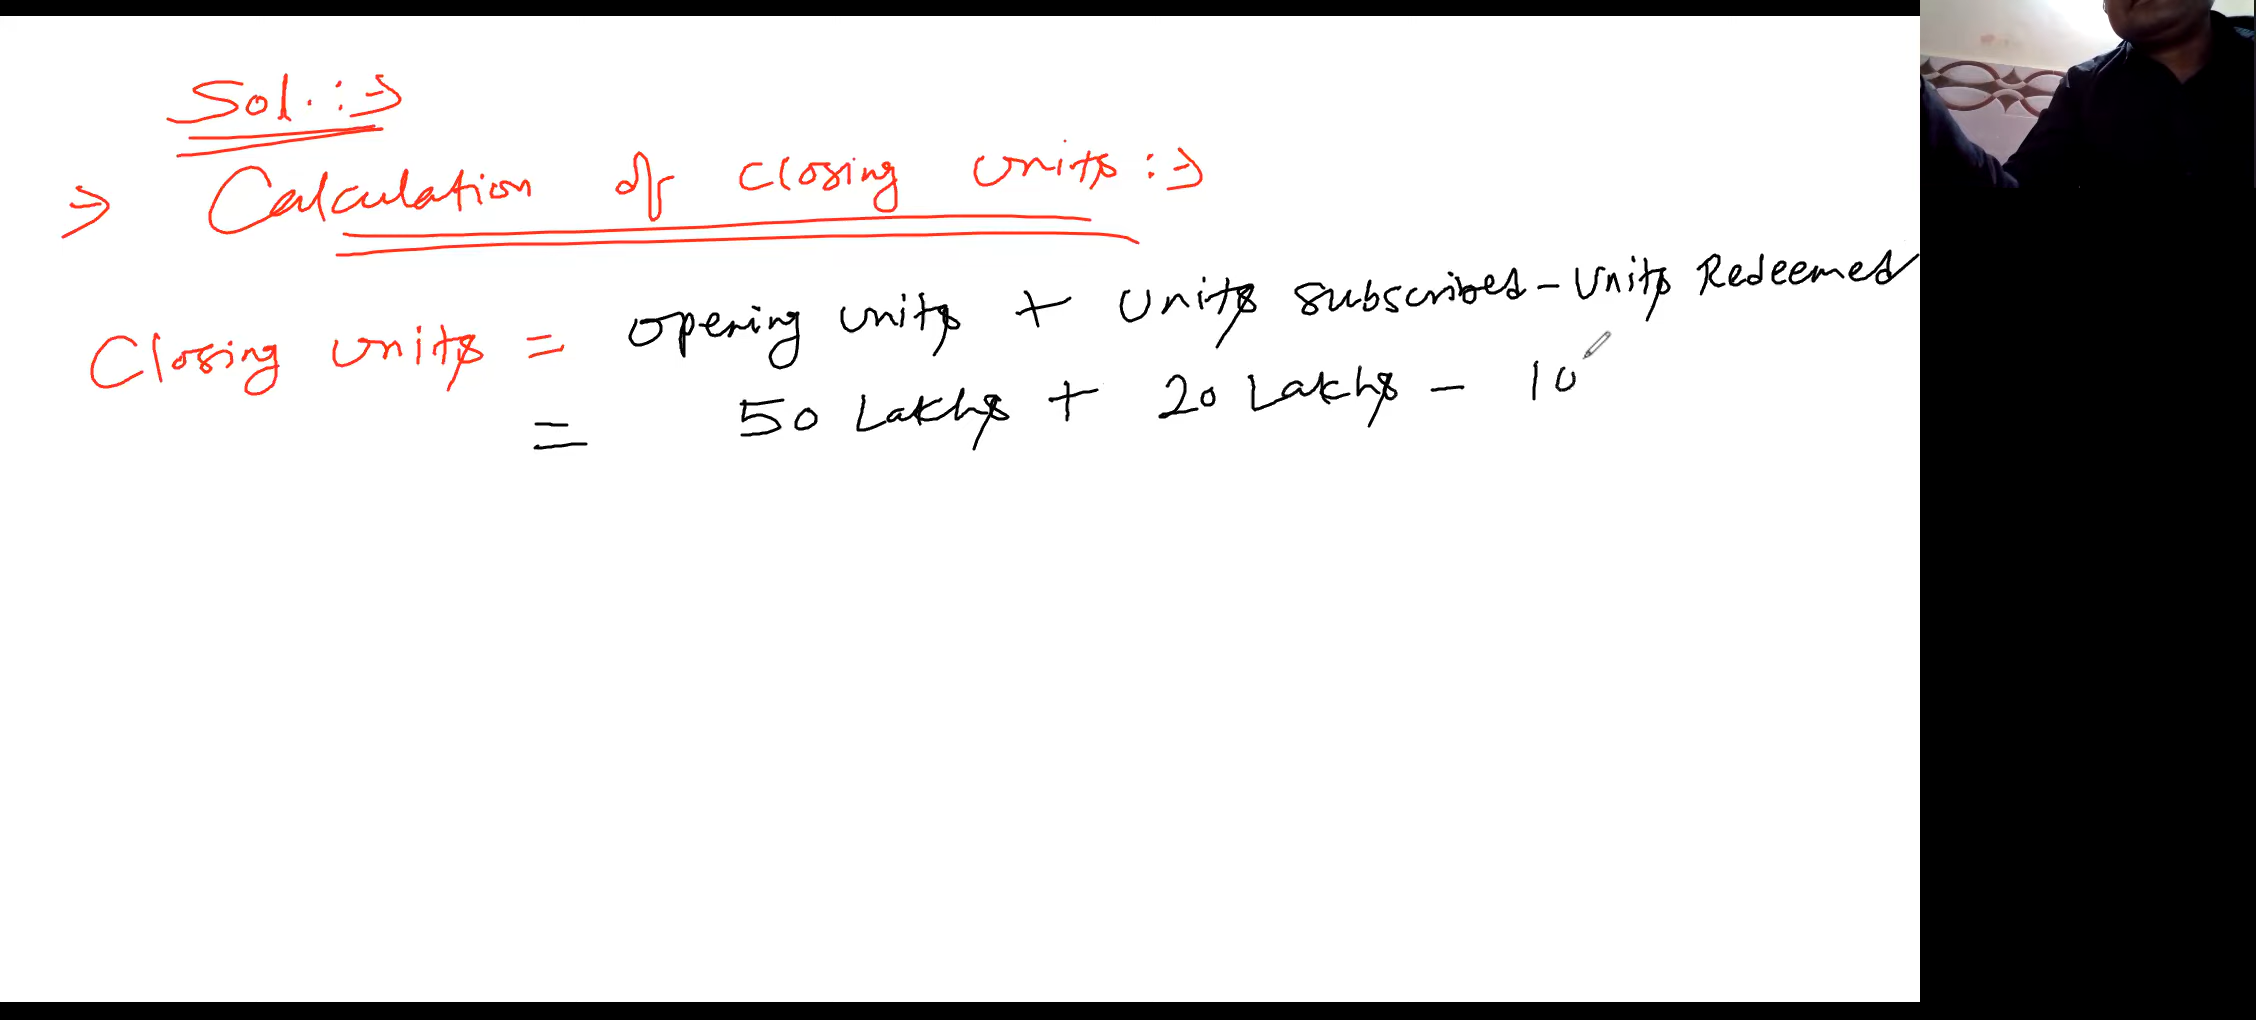 Sol. :→
⇒ Calculation of closing units :→
Closing units = opening units + units subscribed - Units Redeemed
= 50 Lakhs + 20 Lakhs - 10